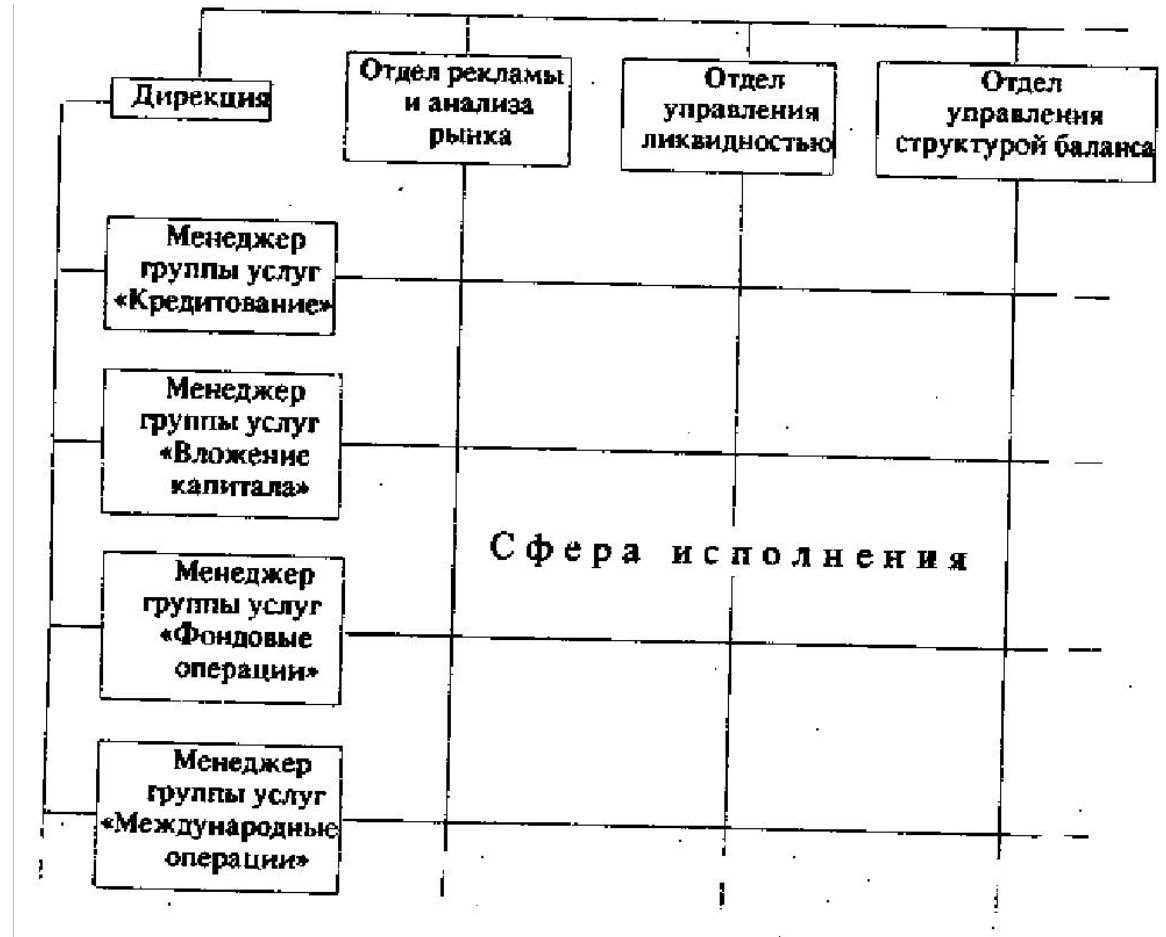 Дирекция
Отдел рекламы
и анализа
рынка
Отдел
управления
ликвидностью
Отдел
управления
структурой баланса
Менеджер
группы услуг
«Кредитование»
Менеджер
группы услуг
«Вложение
капитала»
Сфера исполнения
Менеджер
группы услуг
«Фондовые
операции»
Менеджер
группы услуг
«Международные
операции»